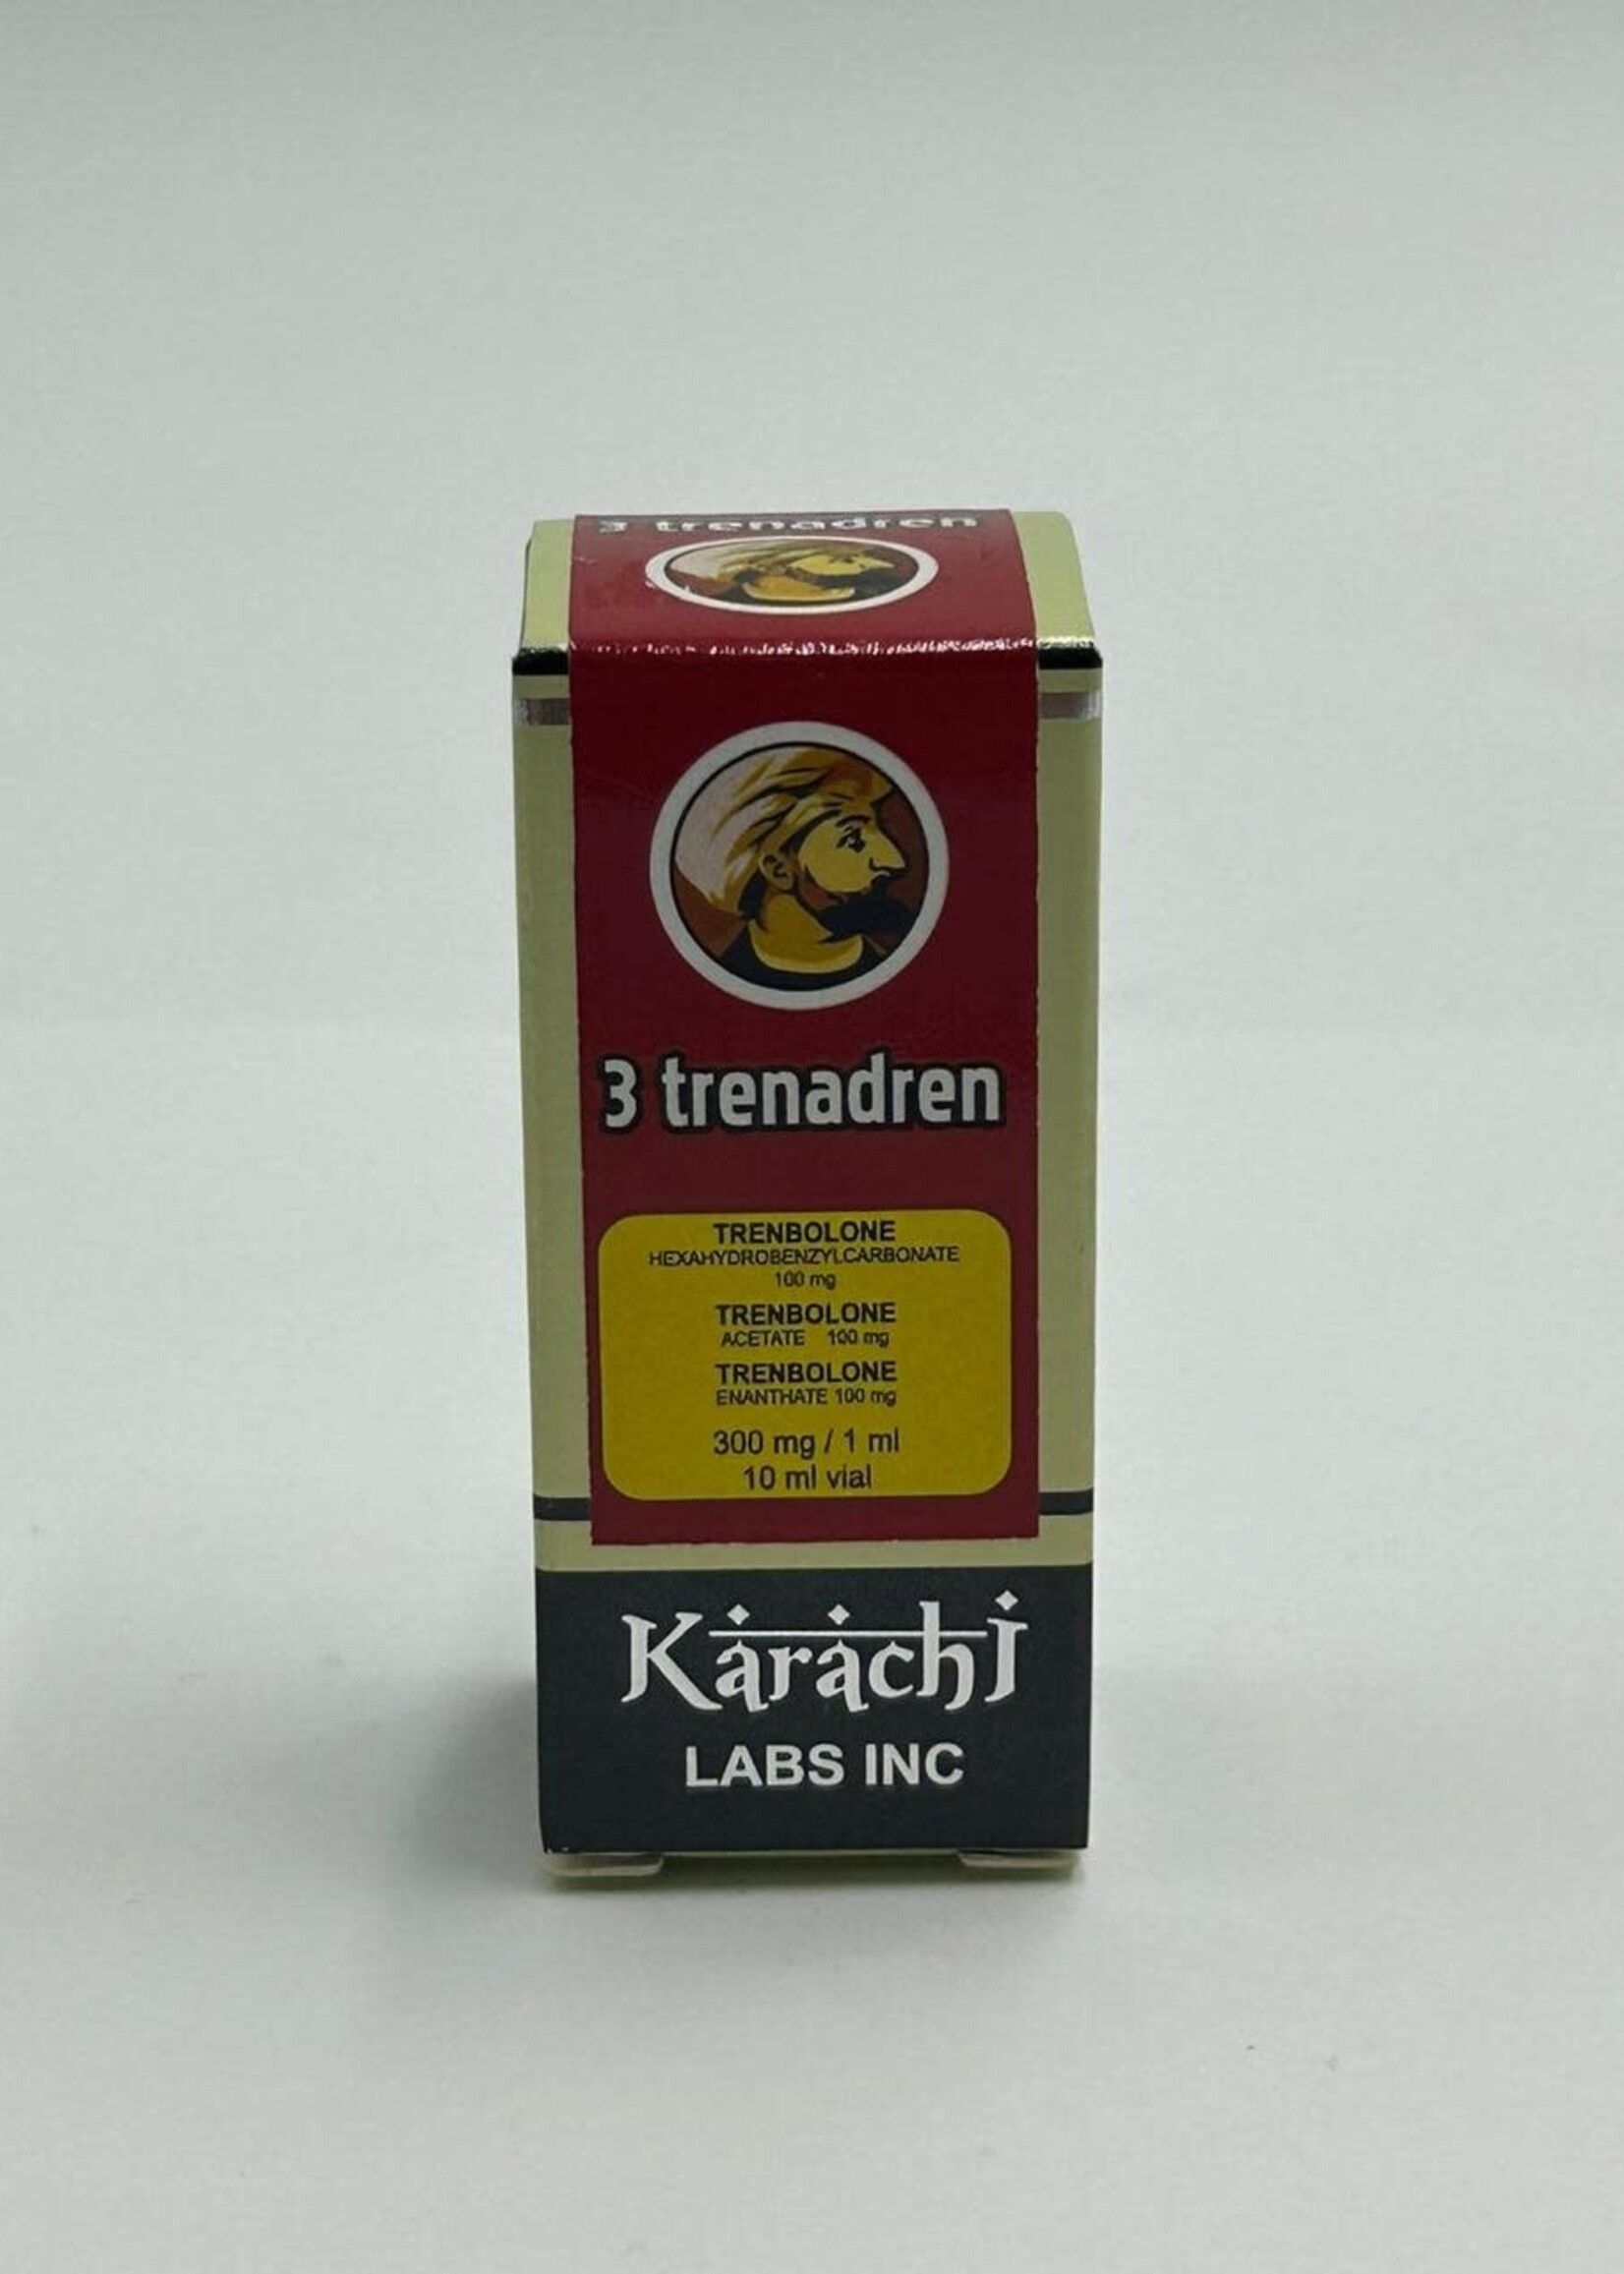 3 trenadren
3 trenadren
TRENBOLONE
HEXAHYDROBENZYLCARBONATE
100 mg
TRENBOLONE
ACETATE 100 mg
TRENBOLONE
ENANTHATE 100 mg
300 mg / 1 ml
10 ml vial
Karachi
LABS INC